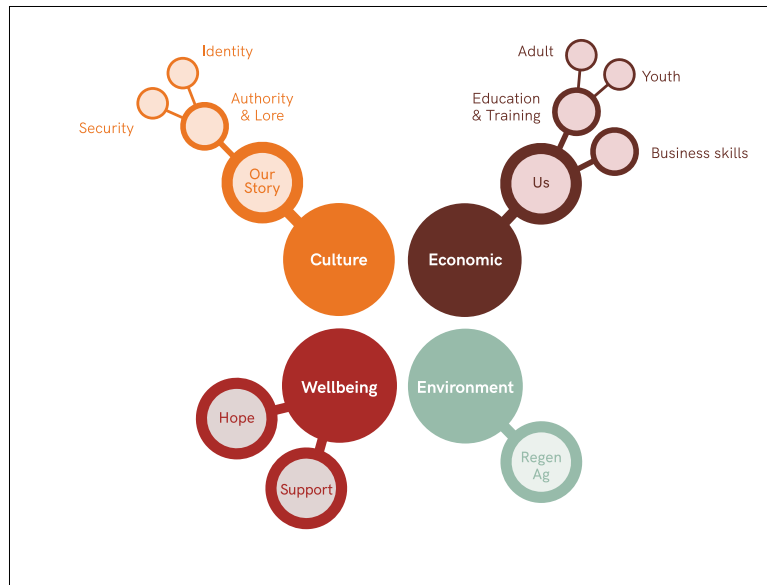 Identity
Authority
& Lore
Security
Our
Story
Culture
Adult
Youth
Education
& Training
Business skills
Us
Economic
Wellbeing
Hope
Support
Environment
Regen
Ag